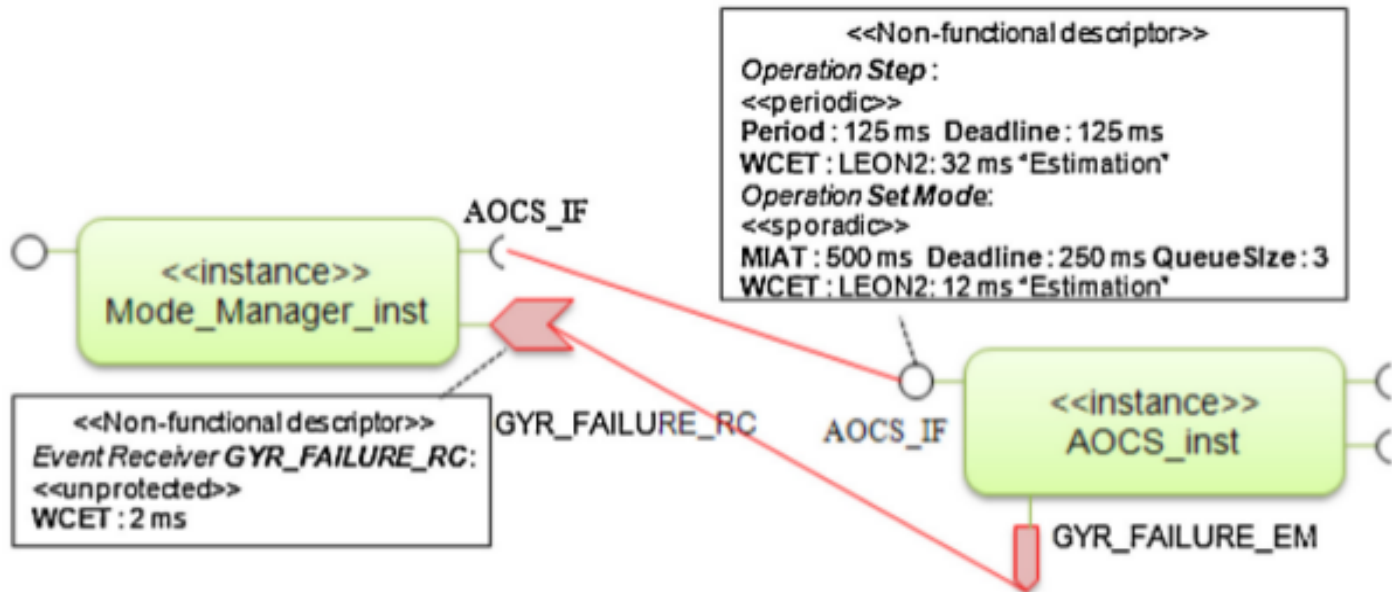 <<Non-functional descriptor>>
Operation Step:
<<periodic>>
Period: 125 ms Deadline: 125 ms
WCET: LEON2: 32 ms "Estimation"
Operation Set Mode:
<<sporadic>>
MIAT: 500 ms Deadline: 250 ms QueueSize: 3
WCET: LEON2: 12 ms "Estimation"
AOCS_IF
<<instance>>
Mode_Manager_inst
<<Non-functional descriptor>>
Event Receiver GYR_FAILURE_RC:
<<unprotected>>
WCET: 2 ms
GYR_FAILURE_RC
AOCS_IF
<<instance>>
AOCS_inst
GYR_FAILURE_EM